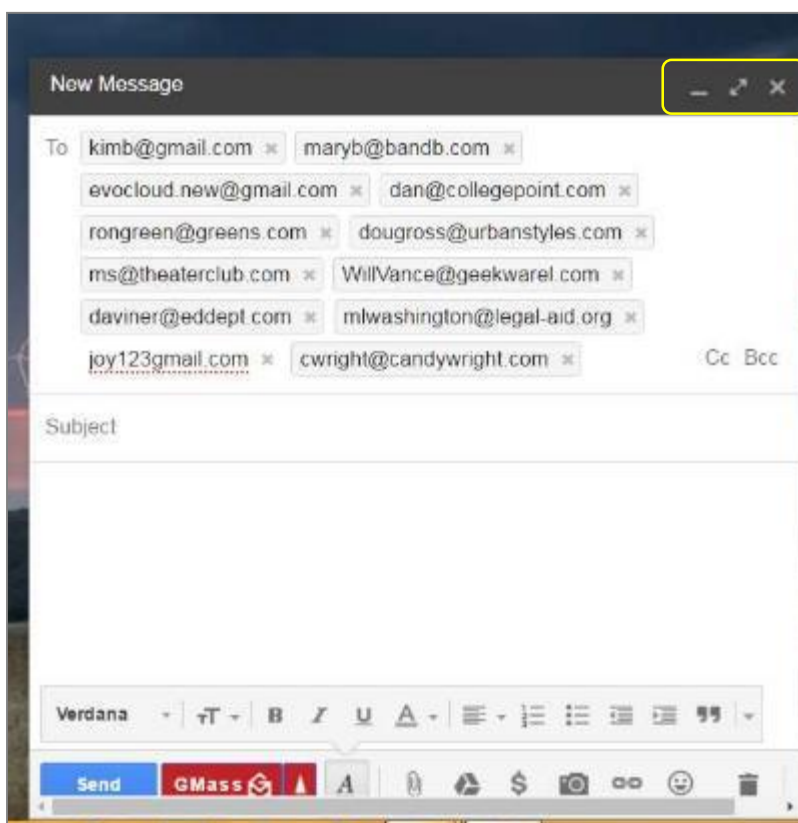 New Message
To kimb@gmail.com maryb@bandb.com
evocloud.new@gmail.com dan@collegepoint.com
rongreen@greens.com dougross@urbanstyles.com
ms@theaterclub.com WillVance@geekwarel.com
daviner@eddept.com mlwashington@legal-aid.org
joy123gmail.com cwright@candywright.com Cc Bcc
Subject
Verdana TT B I U A
Send GMass A $